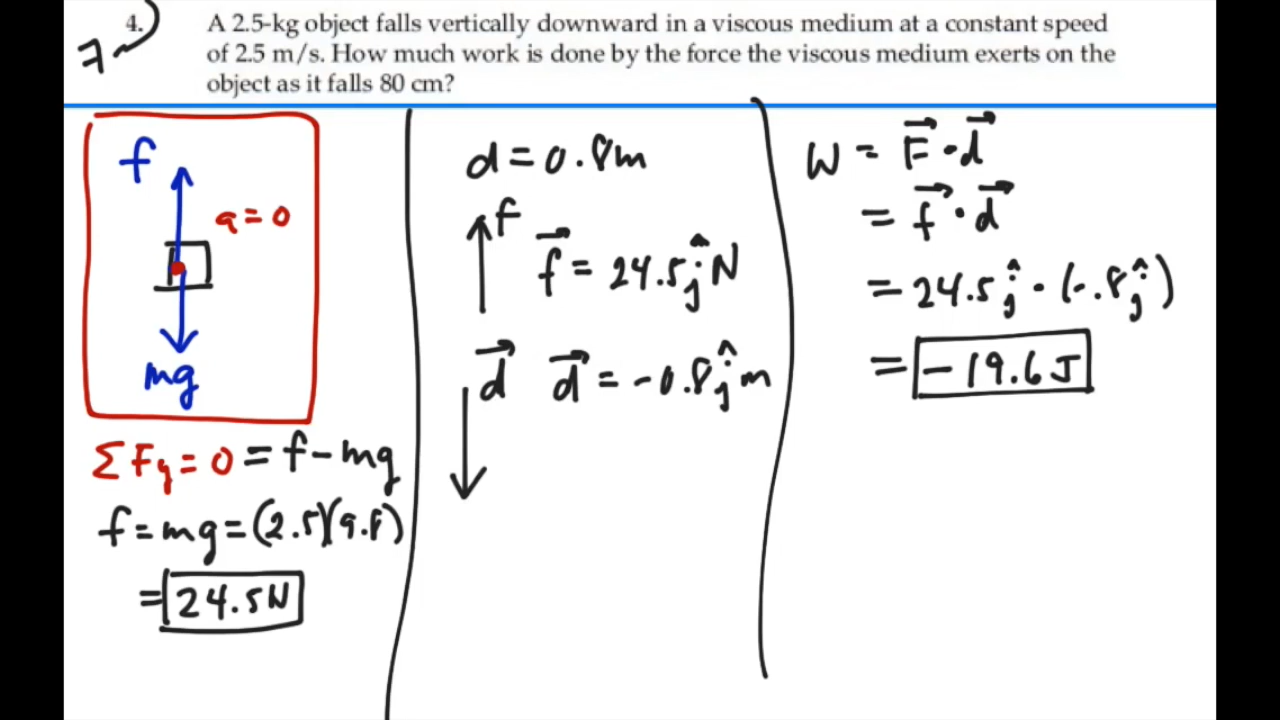 7
4. A 2.5-kg object falls vertically downward in a viscous medium at a constant speed
of 2.5 m/s. How much work is done by the force the viscous medium exerts on the
object as it falls 80 cm?
f
a = 0
mg
ΣFy = 0 = f - mg
f = mg = (2.5)(9.8)
= 24.5N
d = 0.8m
f
f⃗ = 24.5ĵ N
d⃗
d⃗ = -0.8ĵ m
W = F⃗ · d⃗
= f⃗ · d⃗
= 24.5ĵ · (-.8ĵ)
= -19.6 J